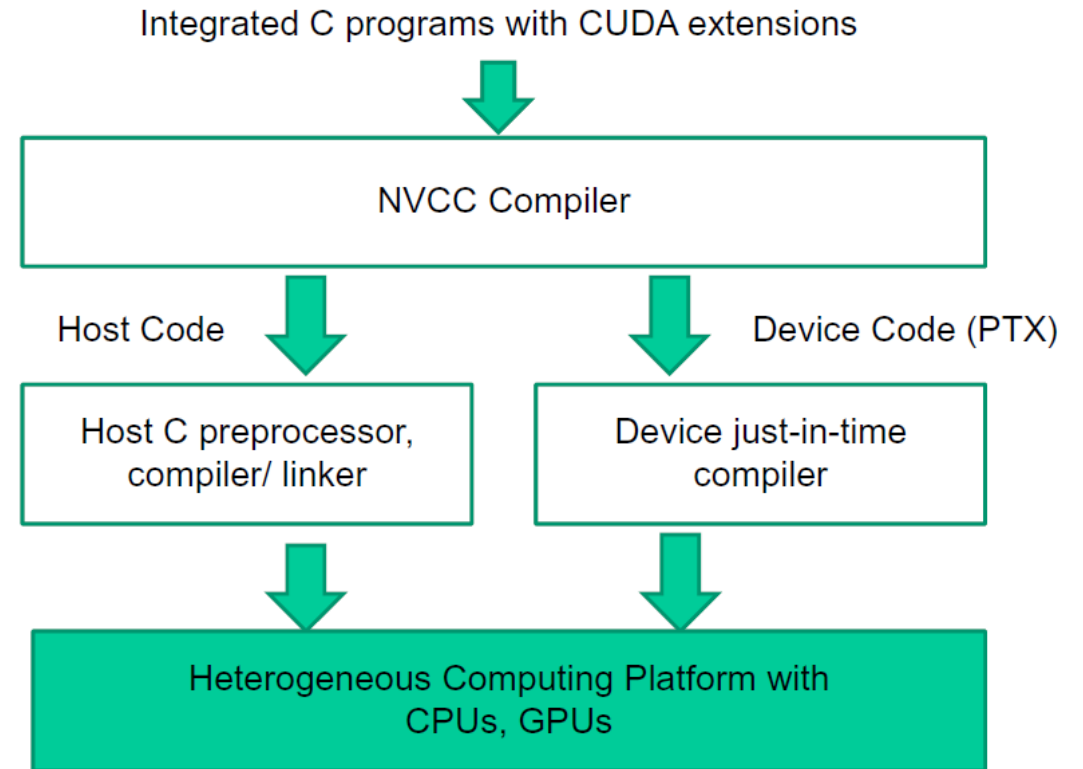 Integrated C programs with CUDA extensions
NVCC Compiler
Host Code
Device Code (PTX)
Host C preprocessor,
compiler/ linker
Device just-in-time
compiler
Heterogeneous Computing Platform with
CPUs, GPUs